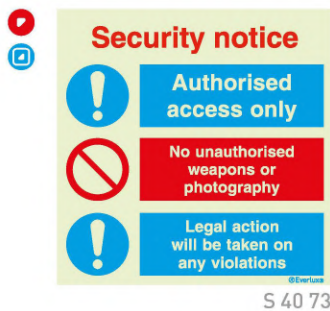 Security notice
Authorised
access only
No unauthorised
weapons or
photography
Legal action
will be taken on
any violations
©Everlux®
S 40 73